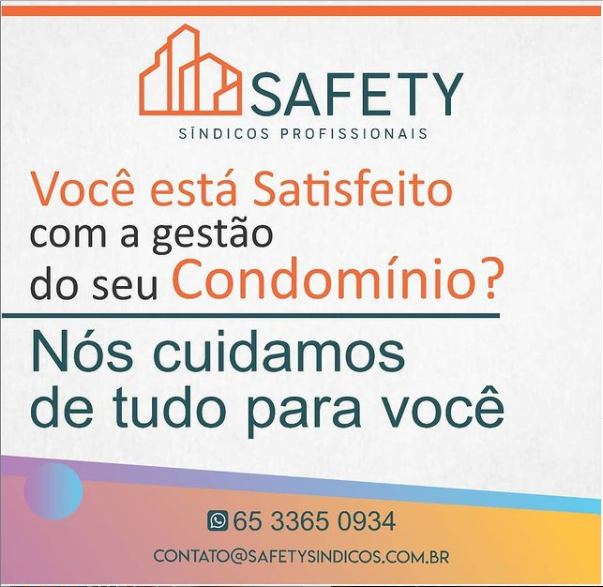 SAFETY
SÍNDICOS PROFISSIONAIS
Você está Satisfeito
com a gestão
do seu Condomínio?
Nós cuidamos
de tudo para você
65 3365 0934
CONTATO@SAFETYSINDICOS.COM.BR